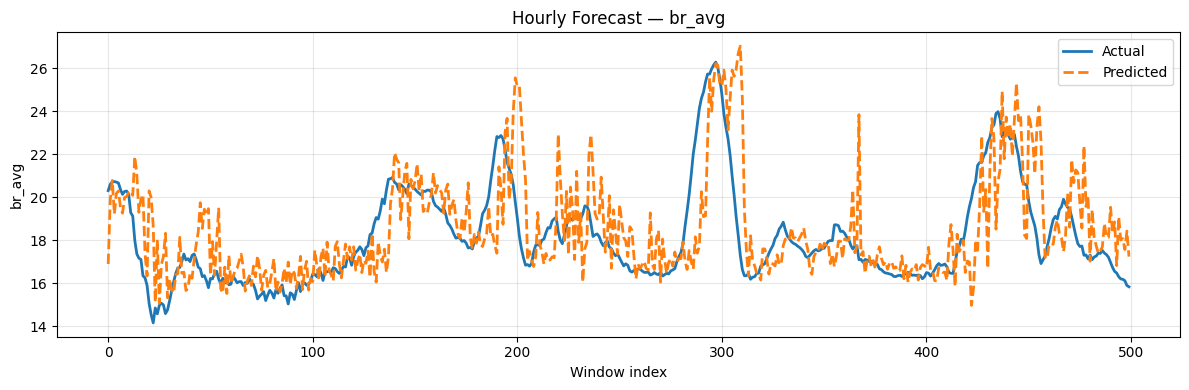 Hourly Forecast — br_avg
Actual
Predicted
br_avg
26
24
22
20
18
16
14
0
100
200
300
400
500
Window index